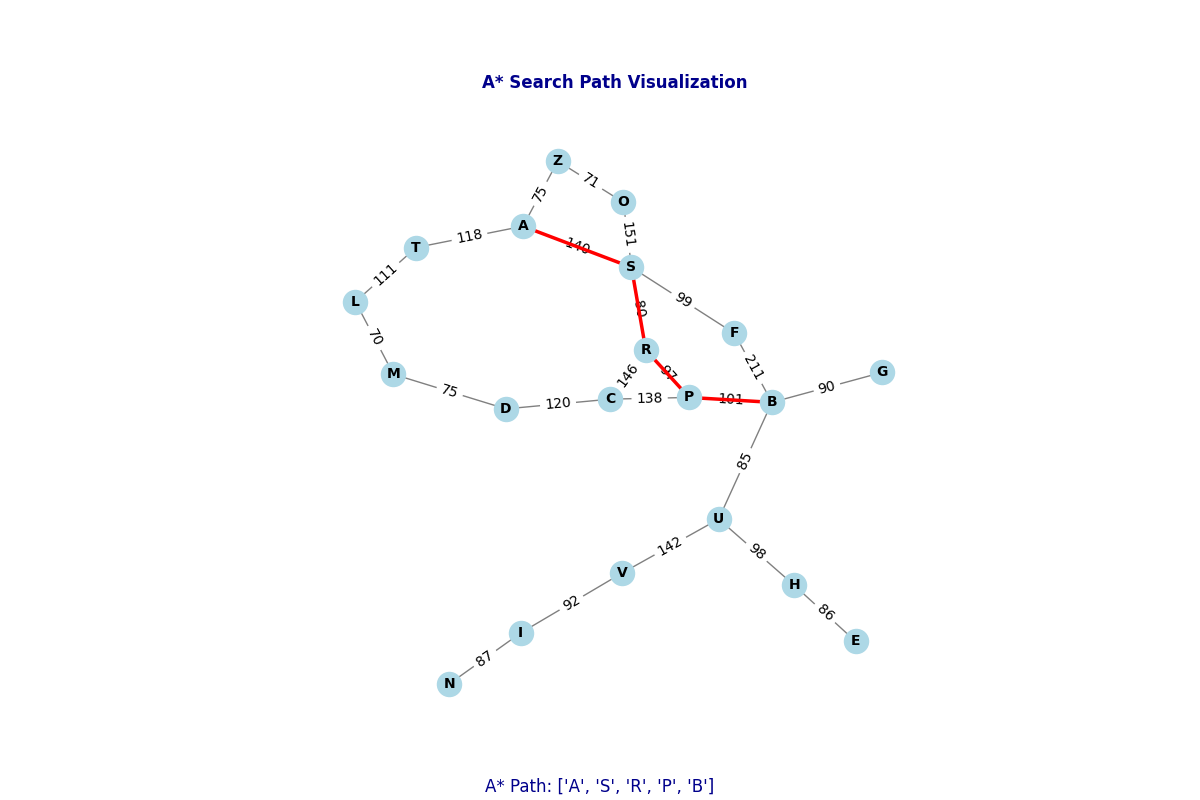 A* Search Path Visualization
Z
71
O
75
A
118
T
151
140
S
111
99
L
80
F
70
R
211
G
M
97
146
90
75
D
120
C
138
P
101
B
85
U
142
98
V
H
92
86
I
E
87
N
A* Path: ['A', 'S', 'R', 'P', 'B']